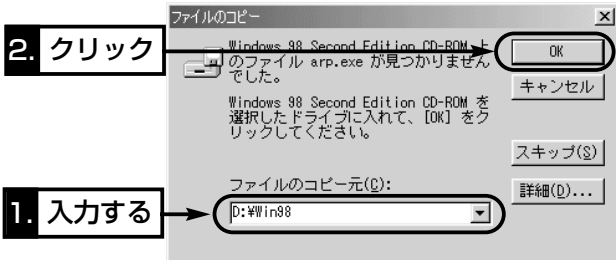 ファイルのコピー
2. クリック
Windows 98 Second Edition CD-ROM 上
のファイル arp.exe が見つかりません
でした。
Windows 98 Second Edition CD-ROM を
選択したドライブに入れて、[OK] をク
リックしてください。
OK
キャンセル
スキップ(S)
詳細(D)...
ファイルのコピー元(C):
1. 入力する
D:¥Win98